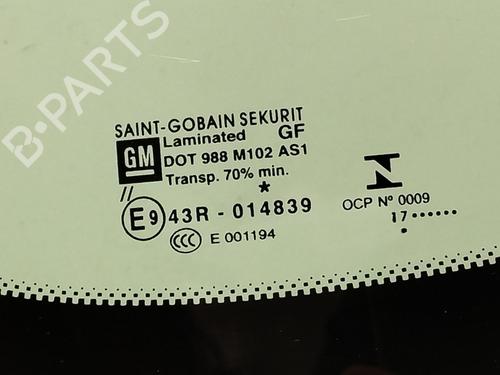 B-PARTS
SAINT-GOBAIN SEKURIT
Laminated GF
GM
DOT 988 M102 AS1
Transp. 70% min.
//
*
E9 43R - 014839
CCC E 001194
N
OCP Nº 0009
17••••••
•